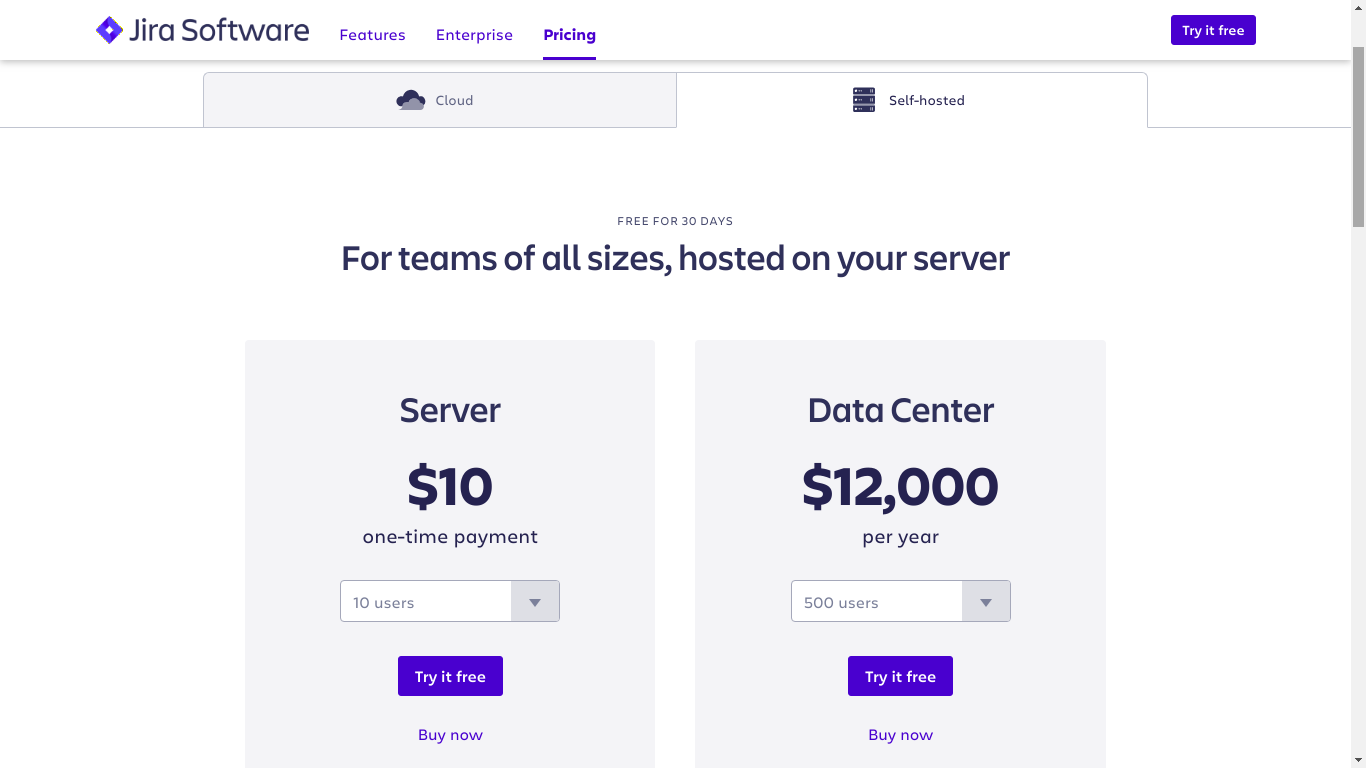 Jira Software Features Enterprise Pricing Try it free
Cloud Self-hosted
FREE FOR 30 DAYS
For teams of all sizes, hosted on your server
Server
$10
one-time payment
10 users
Try it free
Buy now
Data Center
$12,000
per year
500 users
Try it free
Buy now